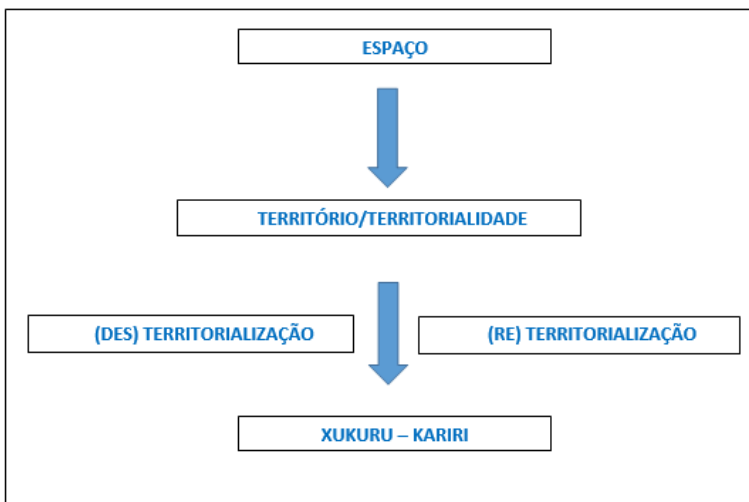 ESPAÇO
TERRITÓRIO/TERRITORIALIDADE
(DES) TERRITORIALIZAÇÃO
(RE) TERRITORIALIZAÇÃO
XUKURU – KARIRI